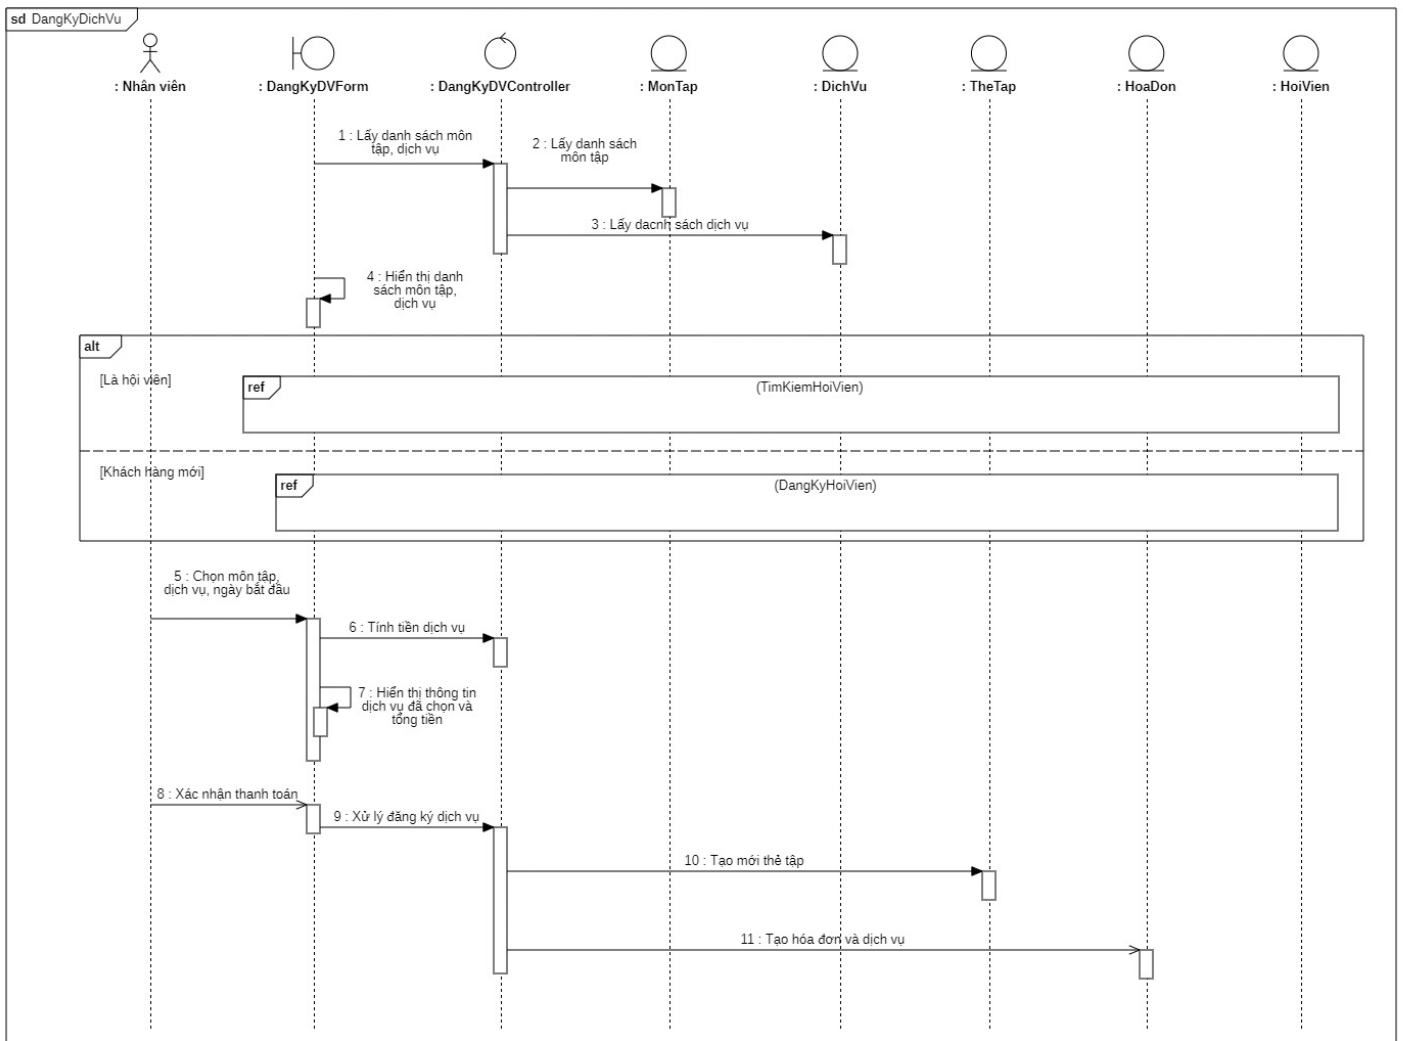 sd DangKyDichVu
: Nhân viên
: DangKyDVForm
: DangKyDVController
: MonTap
: DichVu
: TheTap
: HoaDon
: HoiVien
1 : Lấy danh sách môn
tập, dịch vụ
2 : Lấy danh sách
môn tập
3 : Lấy dacnh sách dịch vụ
4 : Hiển thị danh
sách môn tập,
dịch vụ
alt
[Là hội viên]
ref
(TimKiemHoiVien)
[Khách hàng mới]
ref
(DangKyHoiVien)
5 : Chọn môn tập,
dịch vụ, ngày bắt đầu
6 : Tính tiền dịch vụ
7 : Hiển thị thông tin
dịch vụ đã chọn và
tổng tiền
8 : Xác nhận thanh toán
9 : Xử lý đăng ký dịch vụ
10 : Tạo mới thẻ tập
11 : Tạo hóa đơn và dịch vụ